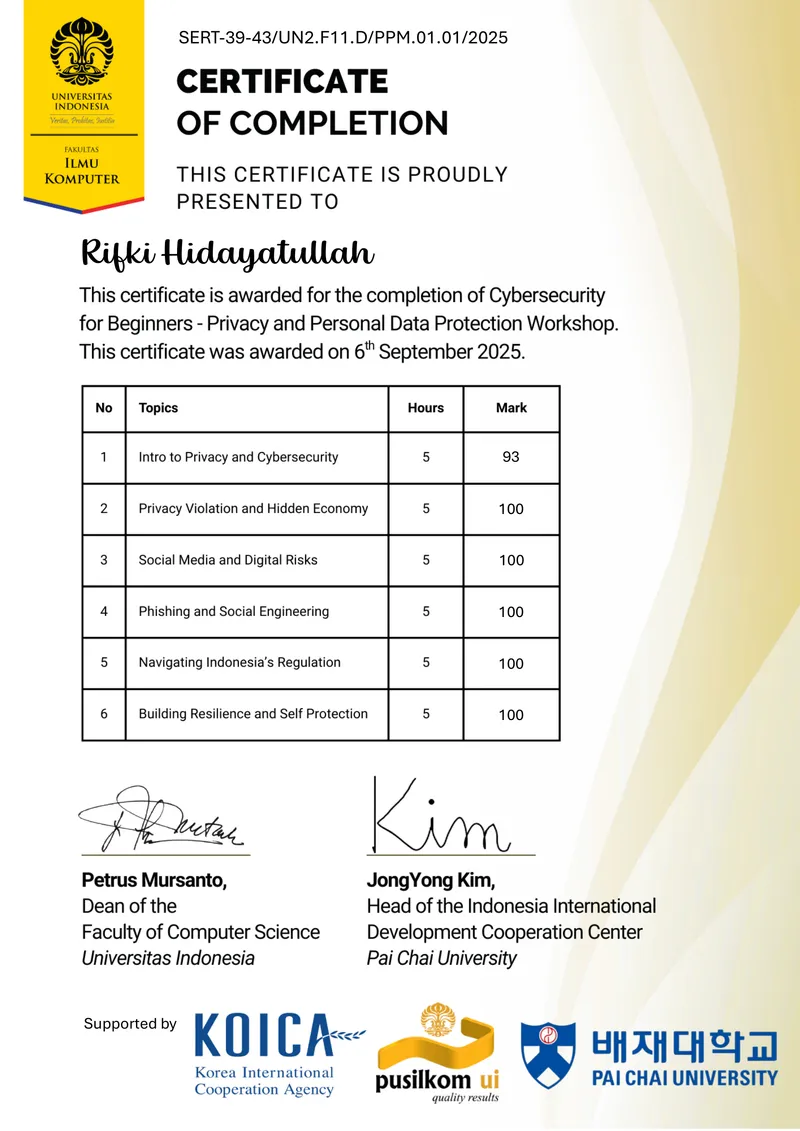 SERT-39-43/UN2.F11.D/PPM.01.01/2025
UNIVERSITAS
INDONESIA
Veritas, Probitas, Iustitia
FAKULTAS
ILMU
KOMPUTER
CERTIFICATE
OF COMPLETION
THIS CERTIFICATE IS PROUDLY
PRESENTED TO
Rifki Hidayatullah
This certificate is awarded for the completion of Cybersecurity
for Beginners - Privacy and Personal Data Protection Workshop.
This certificate was awarded on 6th September 2025.
No Topics Hours Mark
1 Intro to Privacy and Cybersecurity 5 93
2 Privacy Violation and Hidden Economy 5 100
3 Social Media and Digital Risks 5 100
4 Phishing and Social Engineering 5 100
5 Navigating Indonesia’s Regulation 5 100
6 Building Resilience and Self Protection 5 100
Kim
Petrus Mursanto,
Dean of the
Faculty of Computer Science
Universitas Indonesia
JongYong Kim,
Head of the Indonesia International
Development Cooperation Center
Pai Chai University
Supported by
KOICA
Korea International
Cooperation Agency
pusilkom ui
quality results
배재대학교
PAI CHAI UNIVERSITY